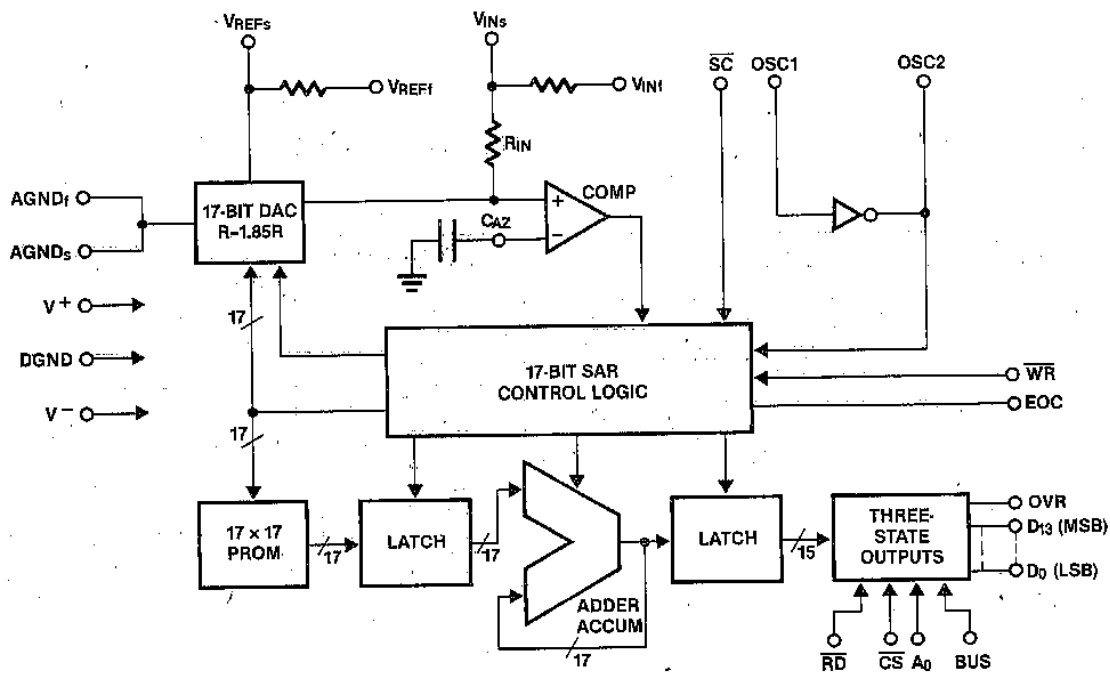 VREFs
VINs
SC
OSC1
OSC2
VREFf
VINf
RIN
AGNDf
17-BIT DAC
R-1.85R
COMP
+
CAZ
−
AGNDs
V+
17
DGND
17-BIT SAR
CONTROL LOGIC
WR
EOC
V−
17
17 × 17
PROM
17
LATCH
17
ADDER
ACCUM
17
LATCH
15
THREE-
STATE
OUTPUTS
OVR
D13 (MSB)
D0 (LSB)
RD
CS
A0
BUS